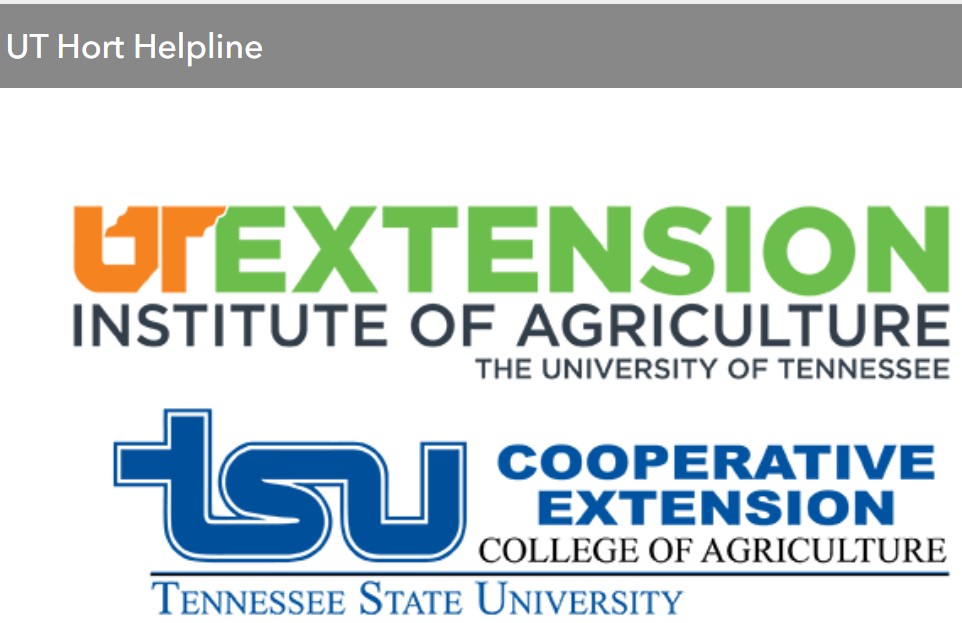 UT Hort Helpline
UTEXTENSION
INSTITUTE OF AGRICULTURE
THE UNIVERSITY OF TENNESSEE
tsu
COOPERATIVE
EXTENSION
COLLEGE OF AGRICULTURE
TENNESSEE STATE UNIVERSITY